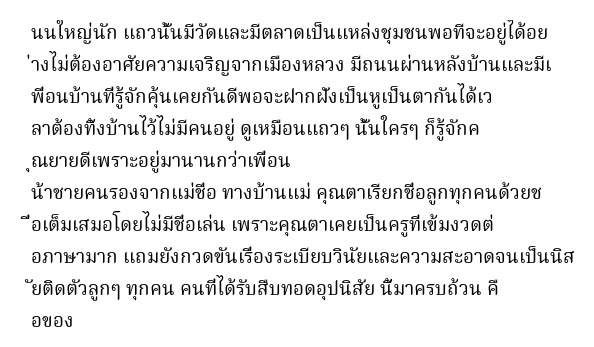 นนใหญ่นัก แถวนั้นมีวัดและมีตลาดเป็นแหล่งชุมชนพอที่จะอยู่ได้อย
่างไม่ต้องอาศัยความเจริญจากเมืองหลวง มีถนนผ่านหลังบ้านและมีเ
พื่อนบ้านที่รู้จักคุ้นเคยกันดีพอจะฝากฝังเป็นหูเป็นตากันได้เว
ลาต้องทิ้งบ้านไว้ไม่มีคนอยู่ ดูเหมือนแถวๆ นั้นใครๆ ก็รู้จักค
ุณยายดีเพราะอยู่มานานกว่าเพื่อน
น้าชายคนรองจากแม่ชื่อ ทางบ้านแม่ คุณตาเรียกชื่อลูกทุกคนด้วยช
ื่อเต็มเสมอโดยไม่มีชื่อเล่น เพราะคุณตาเคยเป็นครูที่เข้มงวดต่
อภาษามาก แถมยังกวดขันเรื่องระเบียบวินัยและความสะอาดจนเป็นนิส
ัยติดตัวลูกๆ ทุกคน คนที่ได้รับสืบทอดอุปนิสัย นี้มาครบถ้วน คื
อของ